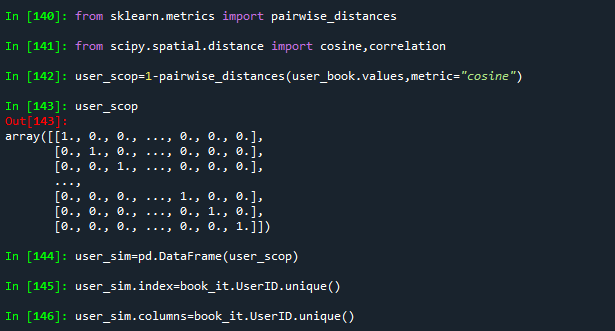 In [140]: from sklearn.metrics import pairwise_distances
In [141]: from scipy.spatial.distance import cosine,correlation
In [142]: user_scop=1-pairwise_distances(user_book.values,metric="cosine")
In [143]: user_scop
Out[143]:
array([[1., 0., 0., ..., 0., 0., 0.],
       [0., 1., 0., ..., 0., 0., 0.],
       [0., 0., 1., ..., 0., 0., 0.],
       ...,
       [0., 0., 0., ..., 1., 0., 0.],
       [0., 0., 0., ..., 0., 1., 0.],
       [0., 0., 0., ..., 0., 0., 1.]])
In [144]: user_sim=pd.DataFrame(user_scop)
In [145]: user_sim.index=book_it.UserID.unique()
In [146]: user_sim.columns=book_it.UserID.unique()